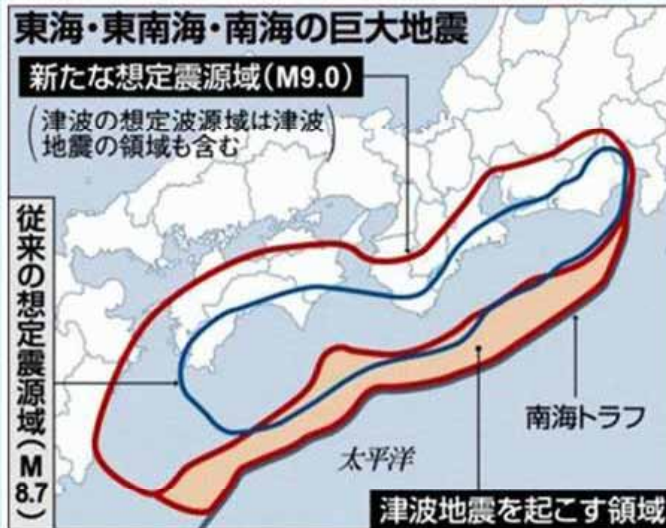 東海・東南海・南海の巨大地震
新たな想定震源域(M9.0)
(津波の想定波源域は津波
地震の領域も含む)
従来の想定震源域(M8.7)
南海トラフ
太平洋
津波地震を起こす領域